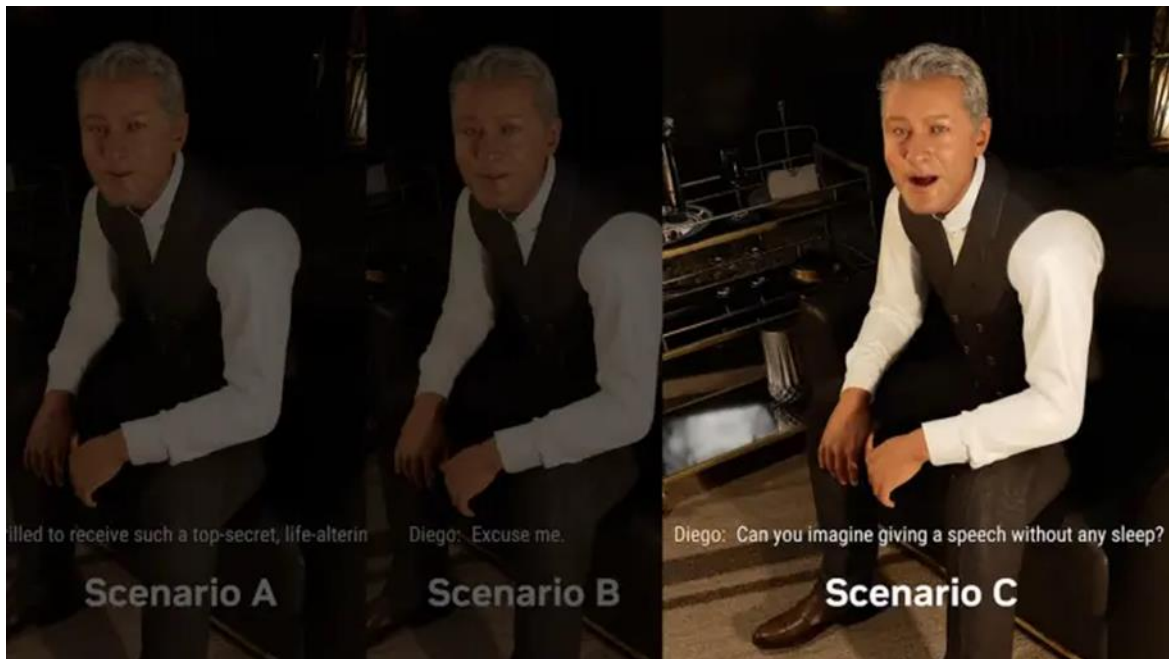 illed to receive such a top-secret, life-alterin
Diego: Excuse me.
Diego: Can you imagine giving a speech without any sleep?
Scenario A
Scenario B
Scenario C